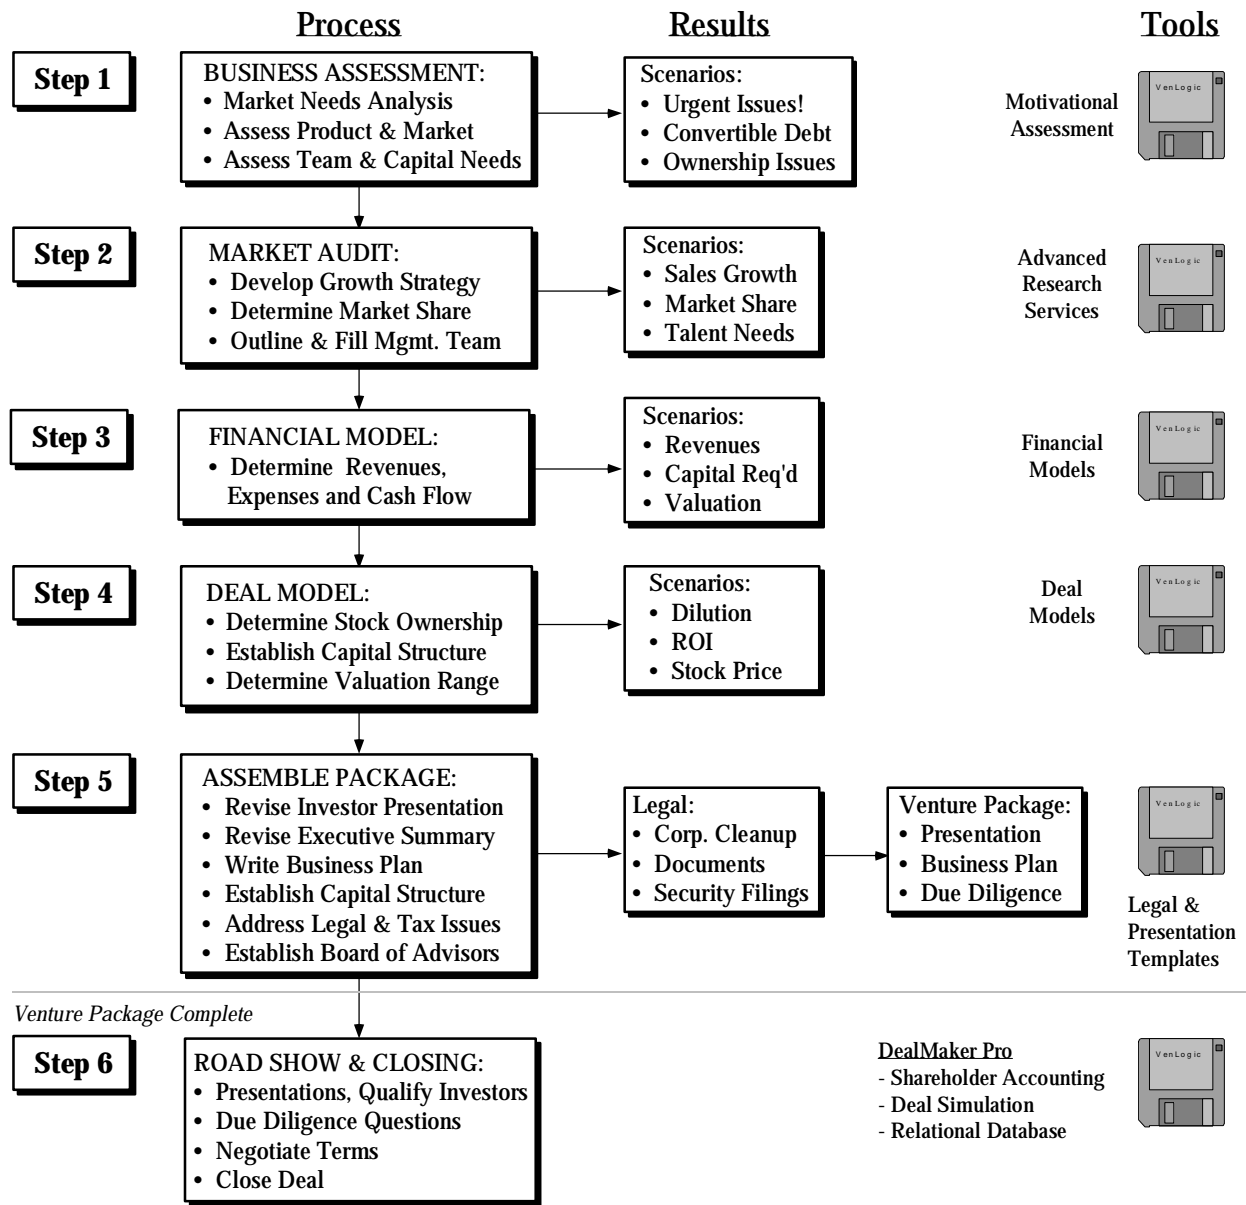 Process
Results
Tools
Step 1
BUSINESS ASSESSMENT:
• Market Needs Analysis
• Assess Product & Market
• Assess Team & Capital Needs
Scenarios:
• Urgent Issues!
• Convertible Debt
• Ownership Issues
Motivational
Assessment
VenLogic
Step 2
MARKET AUDIT:
• Develop Growth Strategy
• Determine Market Share
• Outline & Fill Mgmt. Team
Scenarios:
• Sales Growth
• Market Share
• Talent Needs
Advanced
Research
Services
VenLogic
Step 3
FINANCIAL MODEL:
• Determine Revenues,
Expenses and Cash Flow
Scenarios:
• Revenues
• Capital Req'd
• Valuation
Financial
Models
VenLogic
Step 4
DEAL MODEL:
• Determine Stock Ownership
• Establish Capital Structure
• Determine Valuation Range
Scenarios:
• Dilution
• ROI
• Stock Price
Deal
Models
VenLogic
Step 5
ASSEMBLE PACKAGE:
• Revise Investor Presentation
• Revise Executive Summary
• Write Business Plan
• Establish Capital Structure
• Address Legal & Tax Issues
• Establish Board of Advisors
Legal:
• Corp. Cleanup
• Documents
• Security Filings
Venture Package:
• Presentation
• Business Plan
• Due Diligence
VenLogic
Legal &
Presentation
Templates
Venture Package Complete
Step 6
ROAD SHOW & CLOSING:
• Presentations, Qualify Investors
• Due Diligence Questions
• Negotiate Terms
• Close Deal
DealMaker Pro
- Shareholder Accounting
- Deal Simulation
- Relational Database
VenLogic